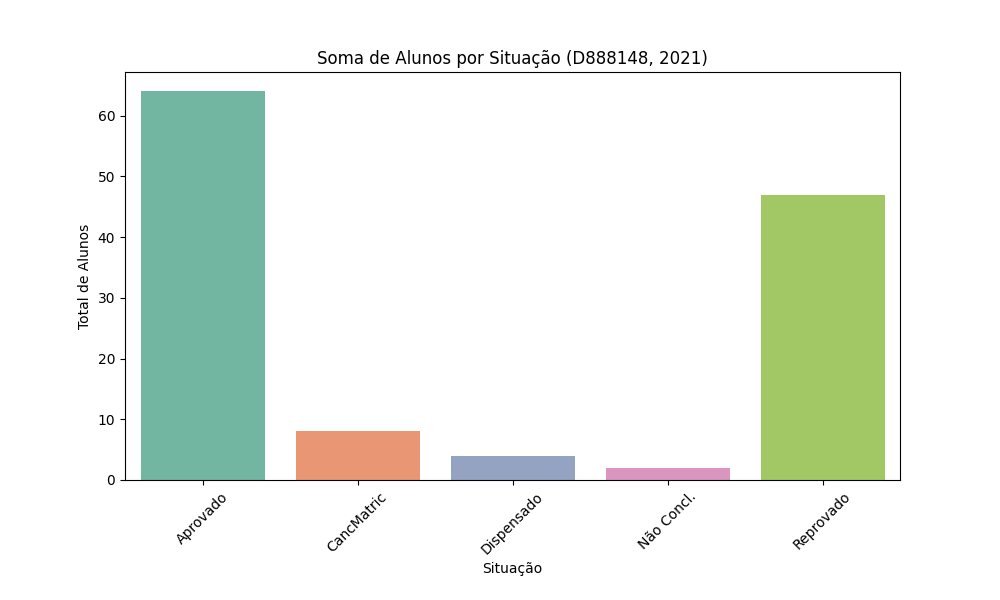 Soma de Alunos por Situação (D888148, 2021)
Total de Alunos
60
50
40
30
20
10
0
Aprovado
CancMatric
Dispensado
Não Concl.
Reprovado
Situação